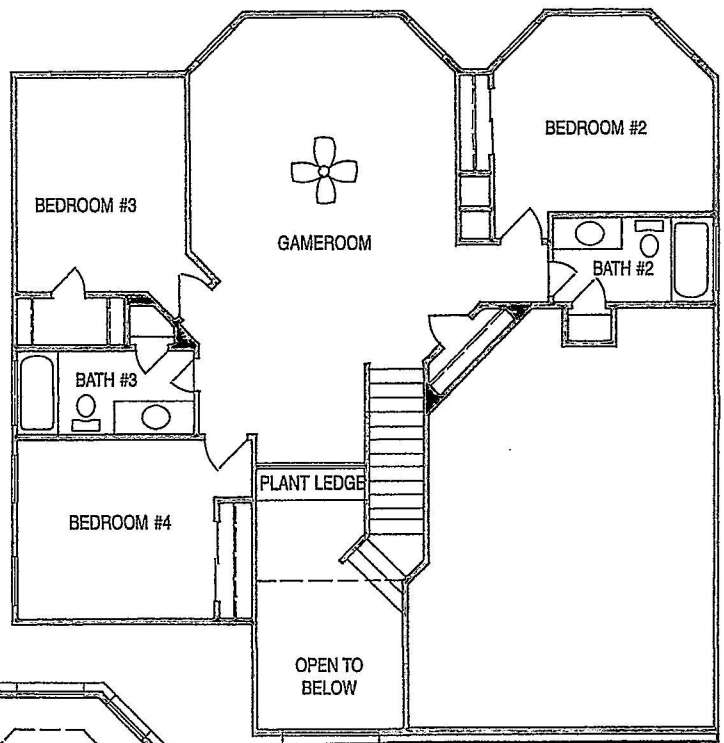 BEDROOM #2
BEDROOM #3
GAMEROOM
BATH #2
BATH #3
PLANT LEDGE
BEDROOM #4
OPEN TO
BELOW